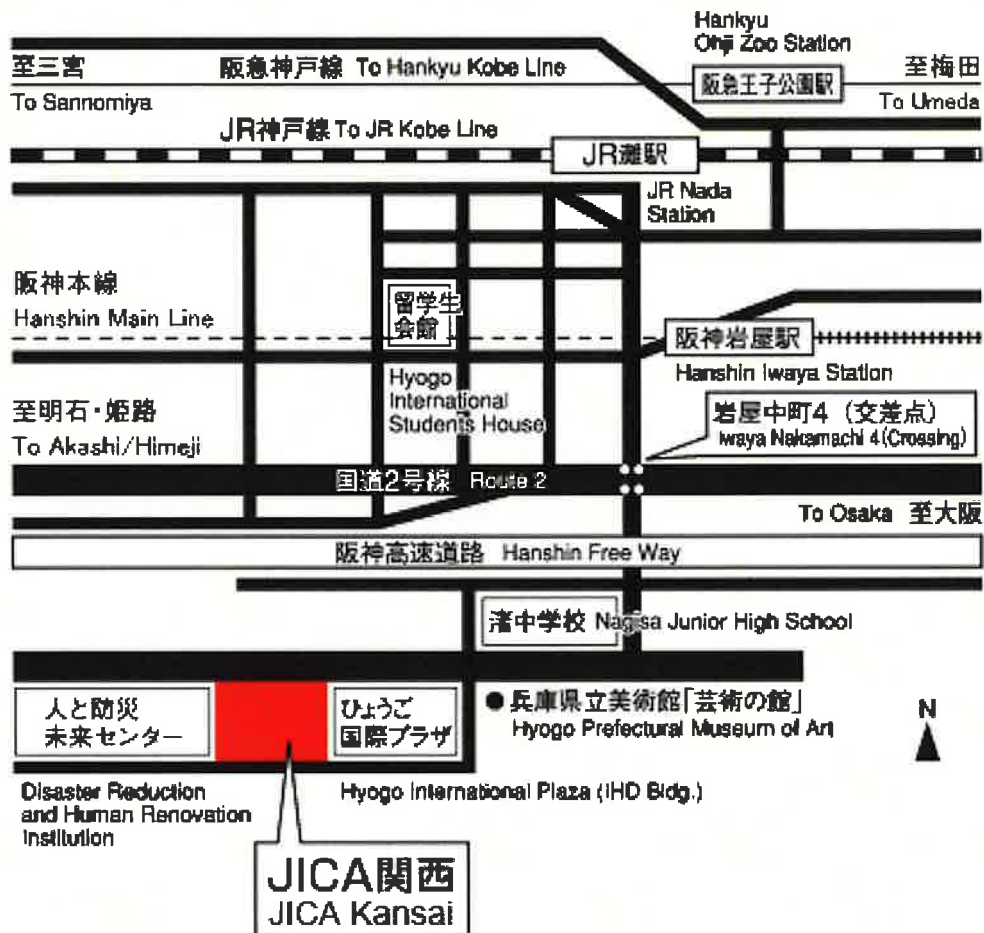 Hankyu
Ohji Zoo Station
至三宮
阪急神戸線 To Hankyu Kobe Line
阪急王子公園駅
至梅田
To Sannomiya
To Umeda
JR神戸線 To JR Kobe Line
JR灘駅
JR Nada
Station
阪神本線
Hanshin Main Line
留学生
会館
阪神岩屋駅
Hanshin Iwaya Station
Hyogo
International
Students House
至明石・姫路
To Akashi/Himeji
岩屋中町4（交差点）
Iwaya Nakamachi 4(Crossing)
国道2号線 Route 2
To Osaka 至大阪
阪神高速道路 Hanshin Free Way
渚中学校 Nagisa Junior High School
人と防災
未来センター
ひょうご
国際プラザ
●兵庫県立美術館「芸術の館」
Hyogo Prefectural Museum of Art
N
Disaster Reduction
and Human Renovation
Institution
Hyogo International Plaza (IHD Bldg.)
JICA関西
JICA Kansai